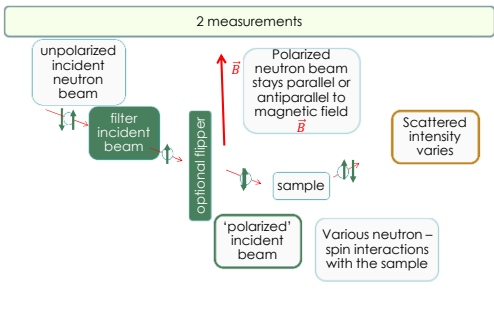 2 measurements
unpolarized
incident
neutron
beam
filter
incident
beam
optional flipper
B
Polarized
neutron beam
stays parallel or
antiparallel to
magnetic field
B
Scattered
intensity
varies
sample
‘polarized’
incident
beam
Various neutron –
spin interactions
with the sample